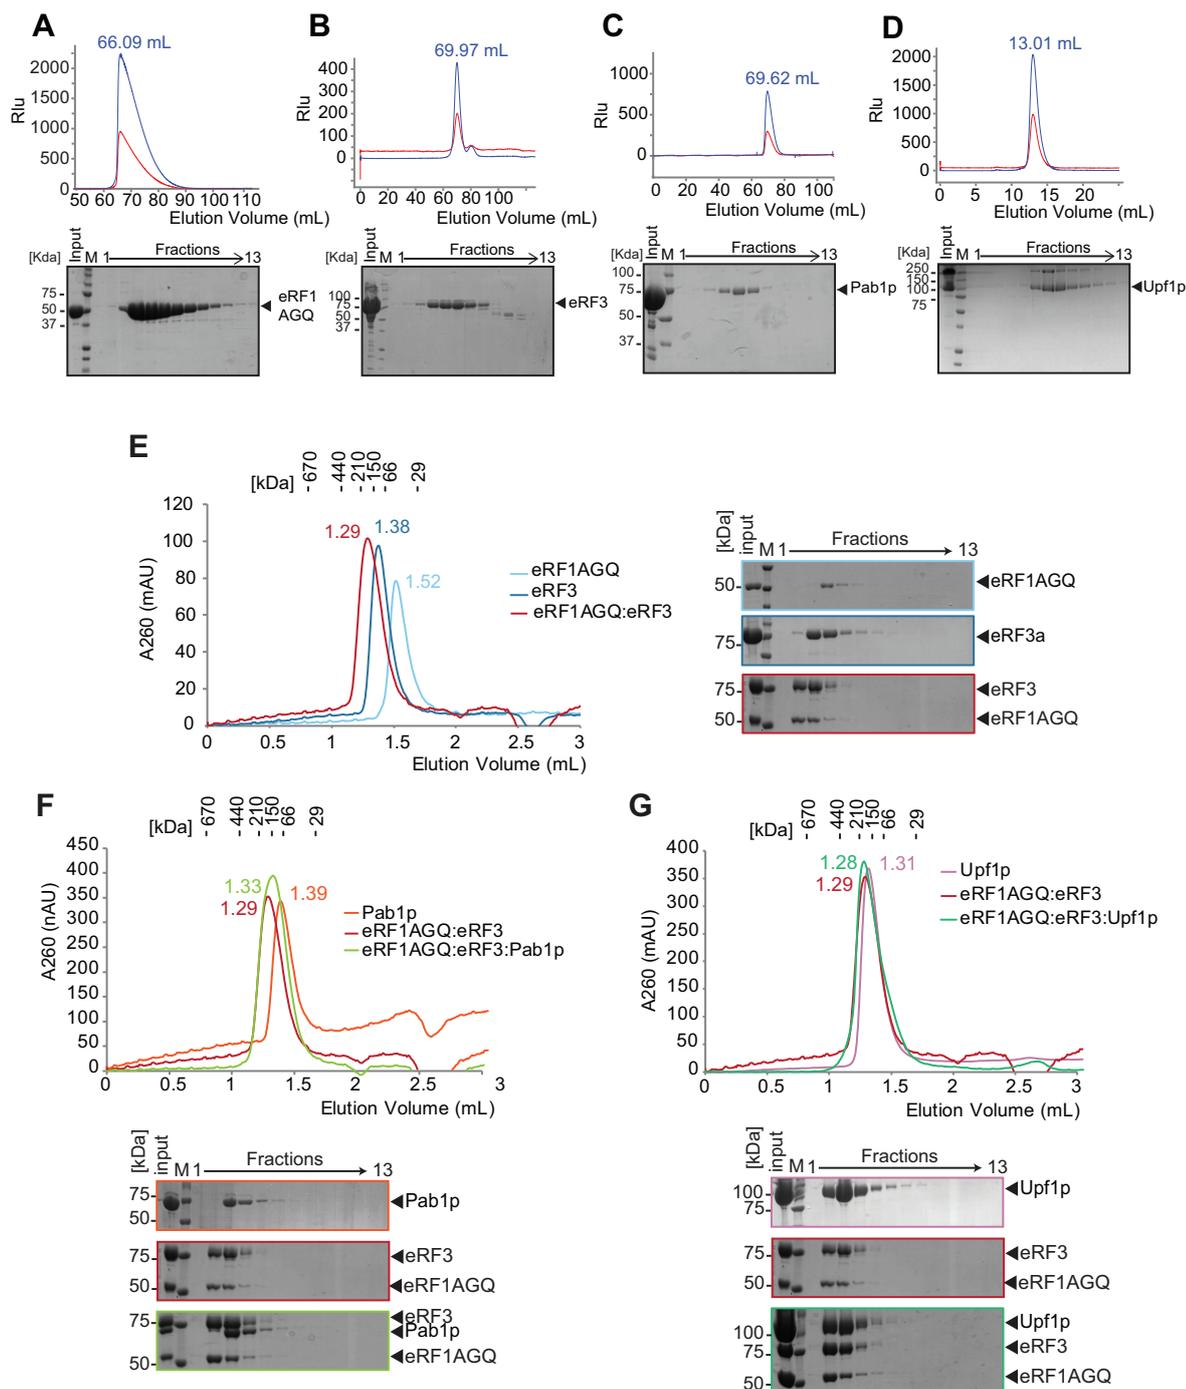 A
66.09 mL
Rlu
2000
1500
1000
500
0
50 60 70 80 90 100 110
Elution Volume (mL)
[Kda] Input M 1 Fractions 13
75
50
37
eRF1
AGQ
B
69.97 mL
Rlu
400
300
200
100
0
0 20 40 60 80 100
Elution Volume (mL)
[Kda] Input M 1 Fractions 13
100
75
50
37
eRF3
C
69.62 mL
Rlu
1000
500
0
0 20 40 60 80 100
Elution Volume (mL)
[Kda] Input M 1 Fractions 13
100
75
50
37
Pab1p
D
13.01 mL
Rlu
2000
1500
1000
500
0
0 5 10 15 20
Elution Volume (mL)
[Kda] Input M 1 Fractions 13
250
150
100
75
Upf1p
E
[kDa] 670 440 210 150 66 29
A260 (mAU)
120
100
80
60
40
20
0
1.29 1.38
1.52
eRF1AGQ
eRF3
eRF1AGQ:eRF3
0 0.5 1 1.5 2 2.5 3
Elution Volume (mL)
[kDa] input M 1 Fractions 13
50 eRF1AGQ
75 eRF3a
75 eRF3
50 eRF1AGQ
F
[kDa] 670 440 210 150 66 29
A260 (nAU)
450
400
350
300
250
200
150
100
50
0
1.33
1.29
1.39
Pab1p
eRF1AGQ:eRF3
eRF1AGQ:eRF3:Pab1p
0 0.5 1 1.5 2 2.5 3
Elution Volume (mL)
[kDa] input M 1 Fractions 13
75 Pab1p
50
75 eRF3
50 eRF1AGQ
75 eRF3
Pab1p
50 eRF1AGQ
G
[kDa] 670 440 210 150 66 29
A260 (mAU)
400
350
300
250
200
150
100
50
0
1.28 1.31
1.29
Upf1p
eRF1AGQ:eRF3
eRF1AGQ:eRF3:Upf1p
0 0.5 1 1.5 2 2.5 3
Elution Volume (mL)
[kDa] input M 1 Fractions 13
100 Upf1p
75
75 eRF3
50 eRF1AGQ
Upf1p
100
75 eRF3
50 eRF1AGQ